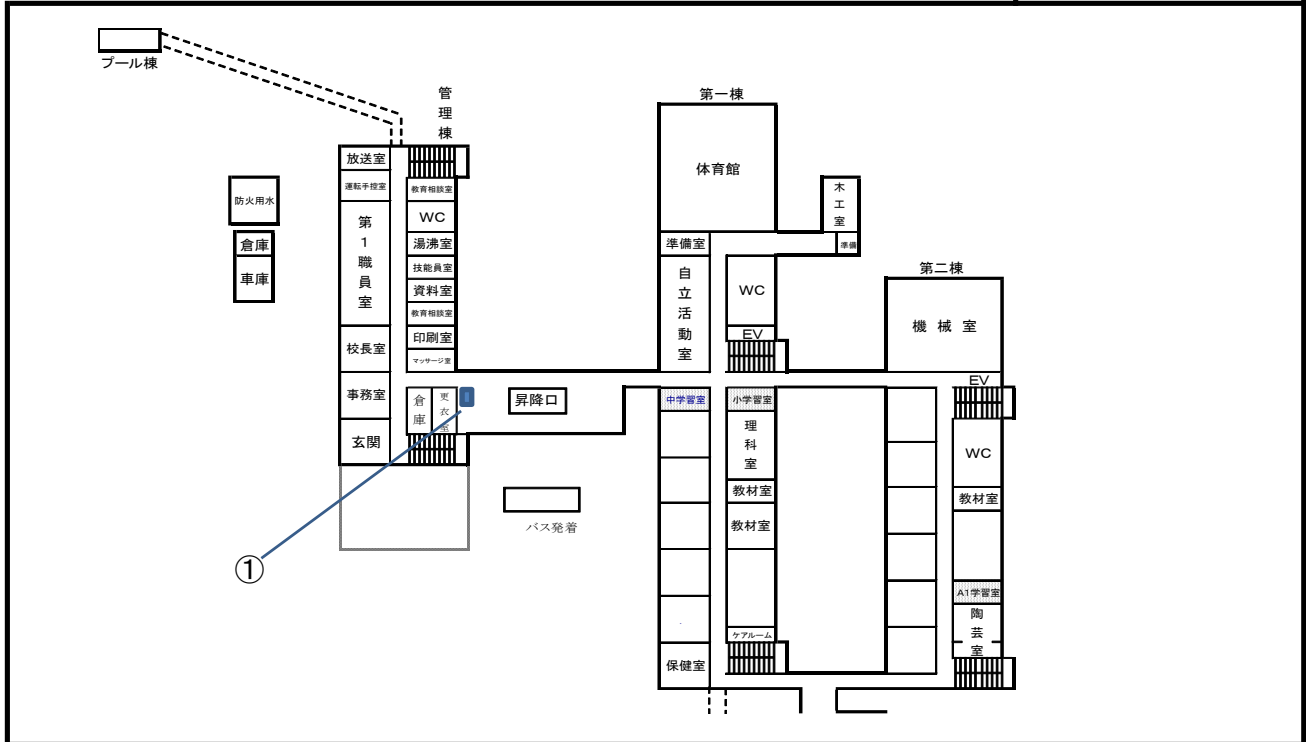 プール棟
管理棟
放送室
運転手控室
第1職員室
校長室
事務室
玄関
教育相談室
WC
湯沸室
技能員室
資料室
教育相談室
印刷室
マッサージ室
倉庫
更衣室
防火用水
倉庫
車庫
昇降口
バス発着
①
第一棟
体育館
木工室
準備
準備室
自立活動室
WC
EV
中学習室
小学習室
理科室
教材室
教材室
ケアルーム
保健室
第二棟
機械室
EV
WC
教材室
A1学習室
陶芸室